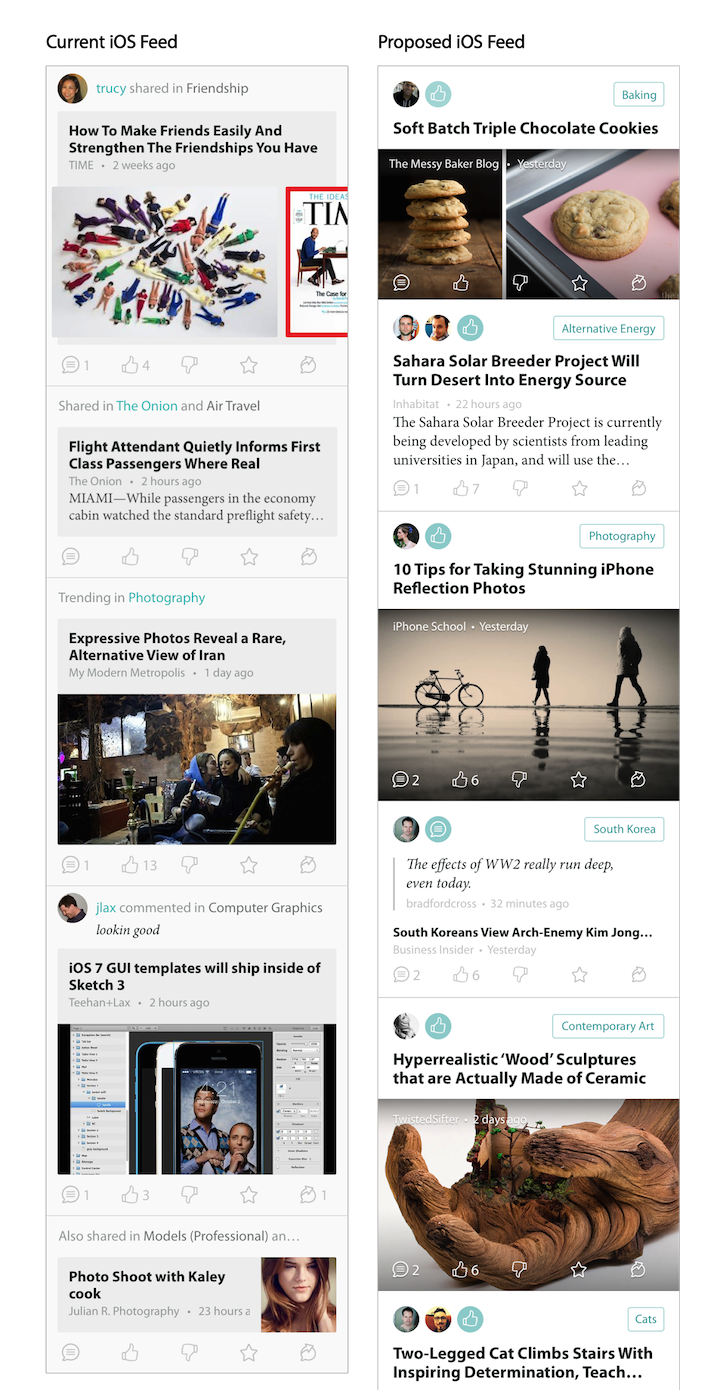 Current iOS Feed
trucy shared in Friendship
How To Make Friends Easily And
Strengthen The Friendships You Have
TIME • 2 weeks ago
THE IDEAS
TIM
The Case for
1
4
Shared in The Onion and Air Travel
Flight Attendant Quietly Informs First
Class Passengers Where Real
The Onion • 2 hours ago
MIAMI—While passengers in the economy
cabin watched the standard preflight safety…
Trending in Photography
Expressive Photos Reveal a Rare,
Alternative View of Iran
My Modern Metropolis • 1 day ago
1
13
jlax commented in Computer Graphics
lookin good
iOS 7 GUI templates will ship inside of
Sketch 3
Teehan+Lax • 2 hours ago
4:21
1
3
1
Also shared in Models (Professional) an…
Photo Shoot with Kaley
cook
Julian R. Photography • 23 hours a
Proposed iOS Feed
Baking
Soft Batch Triple Chocolate Cookies
The Messy Baker Blog • Yesterday
the
Alternative Energy
Sahara Solar Breeder Project Will
Turn Desert Into Energy Source
Inhabitat • 22 hours ago
The Sahara Solar Breeder Project is currently
being developed by scientists from leading
universities in Japan, and will use the…
1
7
Photography
10 Tips for Taking Stunning iPhone
Reflection Photos
iPhone School • Yesterday
2
6
South Korea
The effects of WW2 really run deep,
even today.
bradfordcross • 32 minutes ago
South Koreans View Arch-Enemy Kim Jong…
Business Insider • Yesterday
2
6
Contemporary Art
Hyperrealistic ‘Wood’ Sculptures
that are Actually Made of Ceramic
TwistedSifter • 2 days ago
2
6
Cats
Two-Legged Cat Climbs Stairs With
Inspiring Determination, Teach…